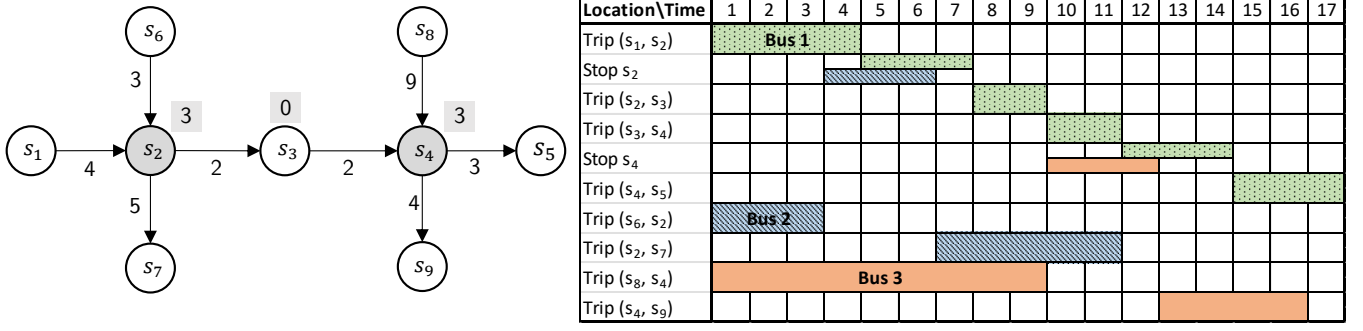 s6 s8
3 9
3 0 3
s1 s2 s3 s4 s5
4 2 2 3
5 4
s7 s9
Location\Time 1 2 3 4 5 6 7 8 9 10 11 12 13 14 15 16 17
Trip (s1, s2) Bus 1
Stop s2
Trip (s2, s3)
Trip (s3, s4)
Stop s4
Trip (s4, s5)
Trip (s6, s2) Bus 2
Trip (s2, s7)
Trip (s8, s4) Bus 3
Trip (s4, s9)